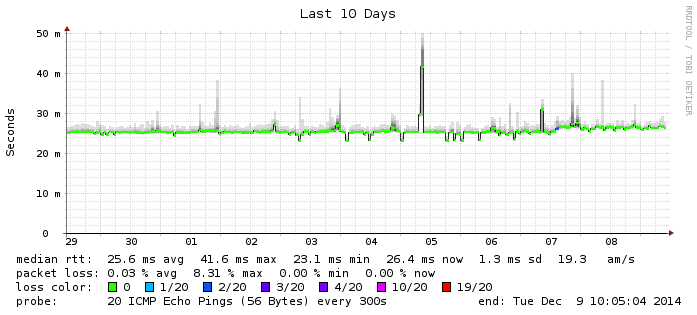 Last 10 Days
RRDTOOL / TOBI OETIKER
Seconds
50 m
40 m
30 m
20 m
10 m
0
29 30 01 02 03 04 05 06 07 08
median rtt: 25.6 ms avg 41.6 ms max 23.1 ms min 26.4 ms now 1.3 ms sd 19.3 am/s
packet loss: 0.03 % avg 8.31 % max 0.00 % min 0.00 % now
loss color: 0 1/20 2/20 3/20 4/20 10/20 19/20
probe: 20 ICMP Echo Pings (56 Bytes) every 300s end: Tue Dec 9 10:05:04 2014